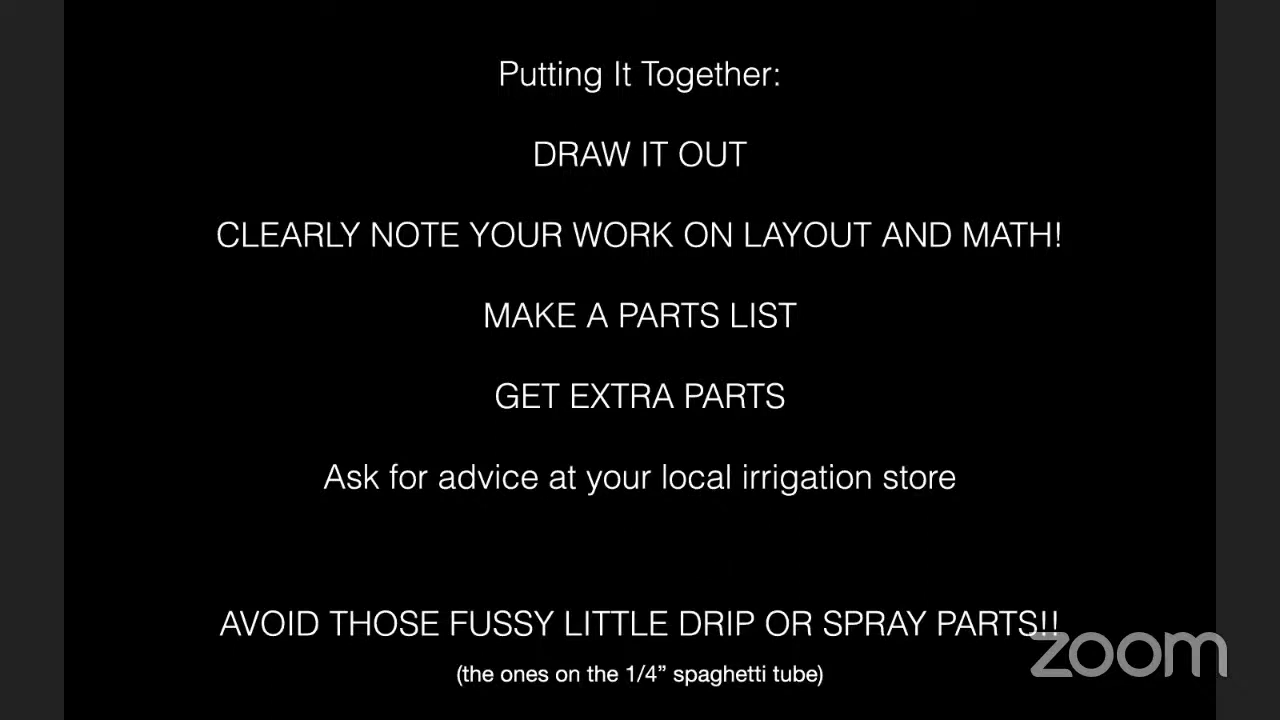 Putting It Together:
DRAW IT OUT
CLEARLY NOTE YOUR WORK ON LAYOUT AND MATH!
MAKE A PARTS LIST
GET EXTRA PARTS
Ask for advice at your local irrigation store
AVOID THOSE FUSSY LITTLE DRIP OR SPRAY PARTS!!
(the ones on the 1/4” spaghetti tube)
zoom